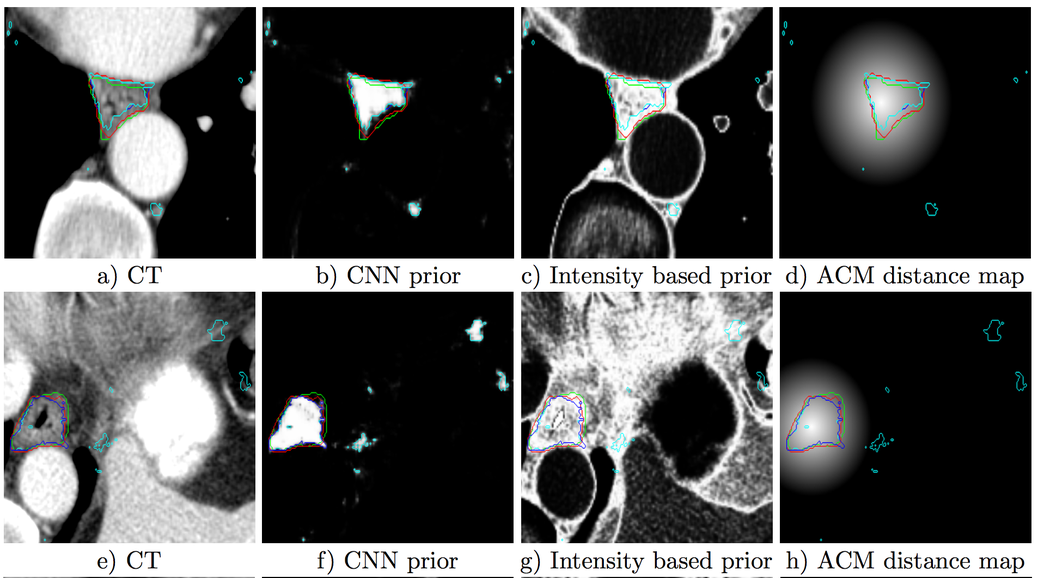 a) CT
b) CNN prior
c) Intensity based prior
d) ACM distance map
e) CT
f) CNN prior
g) Intensity based prior
h) ACM distance map